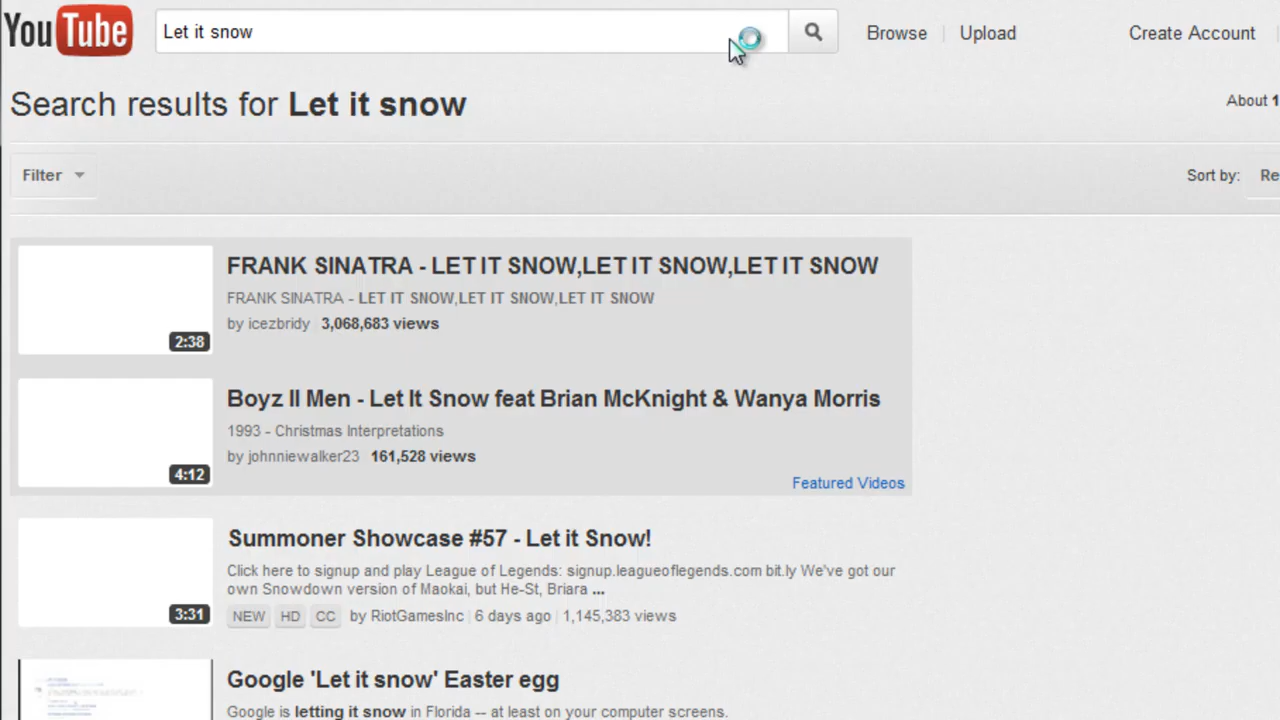 YouTube
Let it snow
Browse
Upload
Create Account
Search results for Let it snow
About 1
Filter
Sort by:
Re
FRANK SINATRA - LET IT SNOW,LET IT SNOW,LET IT SNOW
FRANK SINATRA - LET IT SNOW,LET IT SNOW,LET IT SNOW
by icezbridy 3,068,683 views
2:38
Boyz II Men - Let It Snow feat Brian McKnight & Wanya Morris
1993 - Christmas Interpretations
by johnniewalker23 161,528 views
4:12
Featured Videos
Summoner Showcase #57 - Let it Snow!
Click here to signup and play League of Legends: signup.leagueoflegends.com bit.ly We've got our
own Snowdown version of Maokai, but He-St, Briara ...
NEW HD CC by RiotGamesInc 6 days ago 1,145,383 views
3:31
Google 'Let it snow' Easter egg
Google is letting it snow in Florida -- at least on your computer screens.